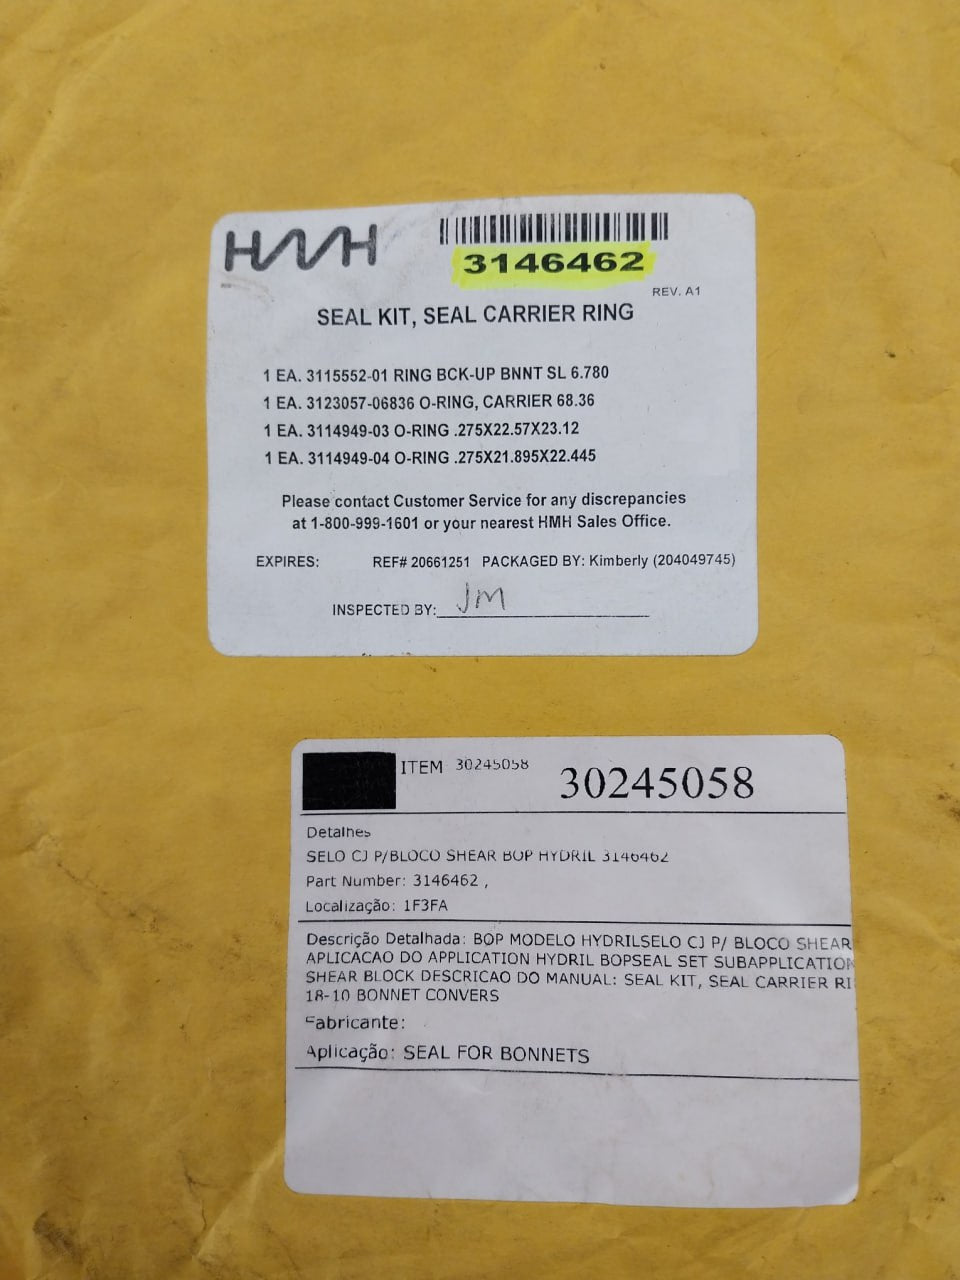 HMH
3146462
REV. A1
SEAL KIT, SEAL CARRIER RING
1 EA. 3115552-01 RING BCK-UP BNNT SL 6.780
1 EA. 3123057-06836 O-RING, CARRIER 68.36
1 EA. 3114949-03 O-RING .275X22.57X23.12
1 EA. 3114949-04 O-RING .275X21.895X22.445
Please contact Customer Service for any discrepancies
at 1-800-999-1601 or your nearest HMH Sales Office.
EXPIRES: REF# 20661251 PACKAGED BY: Kimberly (204049745)
INSPECTED BY: JM
ITEM 30245058 30245058
Detalhes
SELO CJ P/BLOCO SHEAR BOP HYDRIL 3146462
Part Number: 3146462 ,
Localização: 1F3FA
Descrição Detalhada: BOP MODELO HYDRILSELO CJ P/ BLOCO SHEAR
APLICACAO DO APPLICATION HYDRIL BOPSEAL SET SUBAPPLICATION
SHEAR BLOCK DESCRICAO DO MANUAL: SEAL KIT, SEAL CARRIER RI
18-10 BONNET CONVERS
Fabricante:
Aplicação: SEAL FOR BONNETS